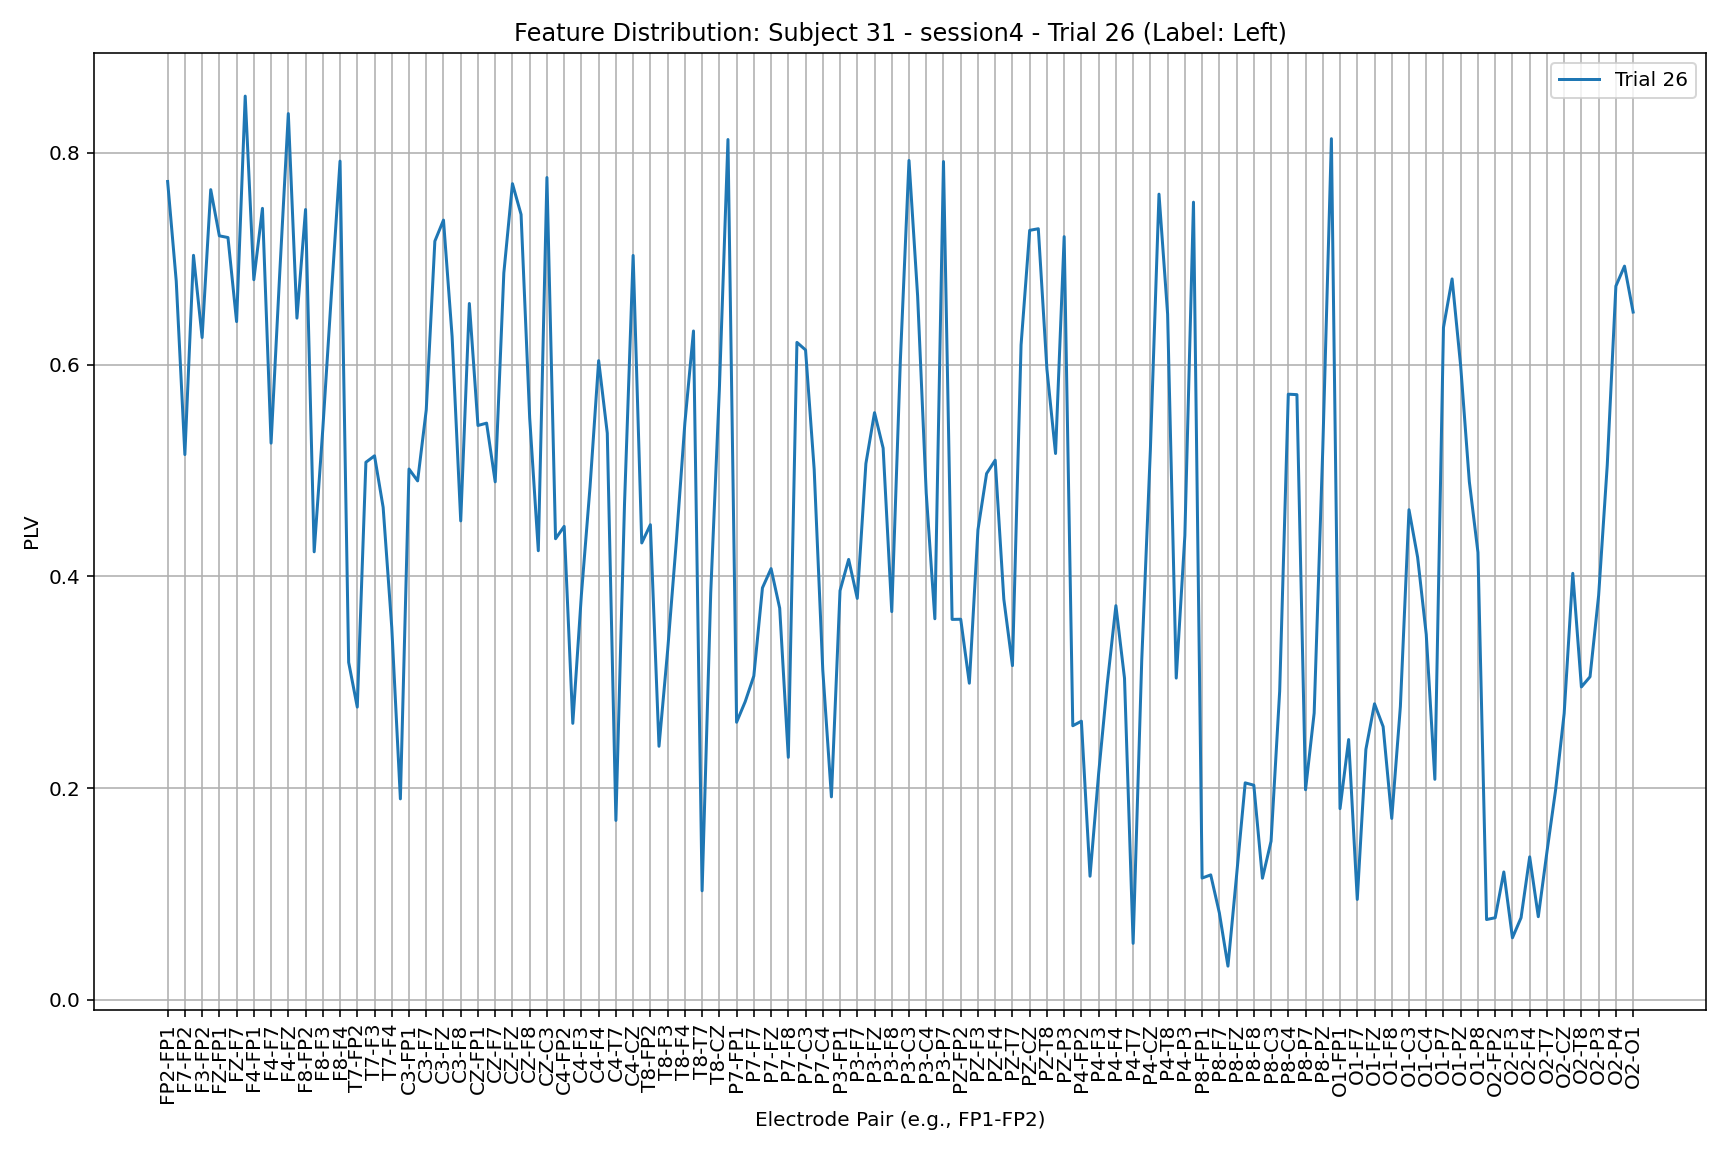 Feature Distribution: Subject 31 - session4 - Trial 26 (Label: Left)
Trial 26
PLV
0.8
0.6
0.4
0.2
0.0
FP2-FP1
F7-FP2
F3-FP2
FZ-FP1
FZ-F7
F4-FP1
F4-F7
F4-FZ
F8-FP2
F8-F3
F8-F4
T7-FP2
T7-F3
T7-F4
C3-FP1
C3-F7
C3-FZ
C3-F8
CZ-FP1
CZ-F7
CZ-FZ
CZ-F8
CZ-C3
C4-FP2
C4-F3
C4-F4
C4-T7
C4-CZ
T8-FP2
T8-F3
T8-F4
T8-T7
T8-CZ
P7-FP1
P7-F7
P7-FZ
P7-F8
P7-C3
P7-C4
P3-FP1
P3-F7
P3-FZ
P3-F8
P3-C3
P3-C4
P3-P7
PZ-FP2
PZ-F3
PZ-F4
PZ-T7
PZ-CZ
PZ-T8
PZ-P3
P4-FP2
P4-F3
P4-F4
P4-T7
P4-CZ
P4-T8
P4-P3
P8-FP1
P8-F7
P8-FZ
P8-F8
P8-C3
P8-C4
P8-P7
P8-PZ
O1-FP1
O1-F7
O1-FZ
O1-F8
O1-C3
O1-C4
O1-P7
O1-PZ
O1-P8
O2-FP2
O2-F3
O2-F4
O2-T7
O2-CZ
O2-T8
O2-P3
O2-P4
O2-O1
Electrode Pair (e.g., FP1-FP2)